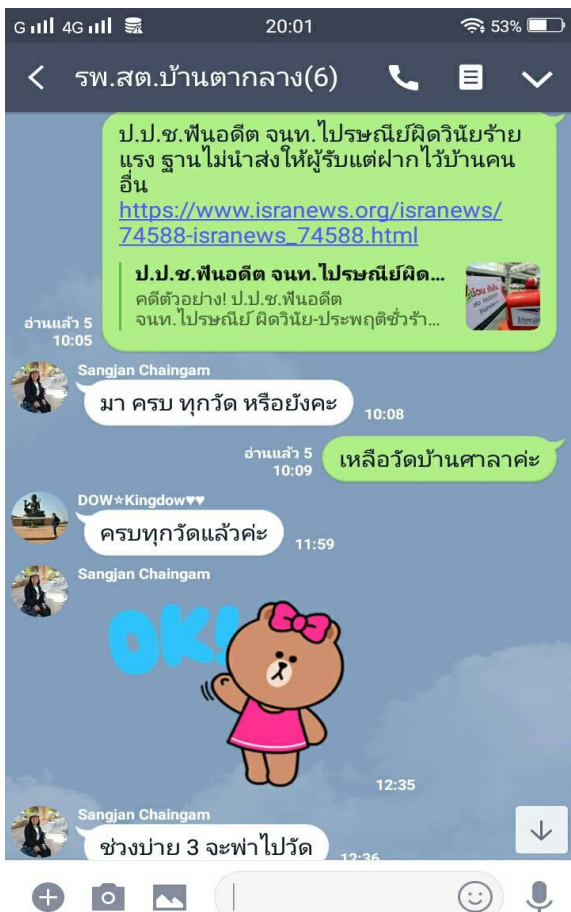 G 4G 20:01 53%
รพ.สต.บ้านตากลาง(6)
ป.ป.ช.ฟันอดีต จนท.ไปรษณีย์ผิดวินัยร้าย
แรง ฐานไม่นำส่งให้ผู้รับแต่ฝากไว้บ้านคน
อื่น
https://www.isranews.org/isranews/
74588-isranews_74588.html
ป.ป.ช.ฟันอดีต จนท.ไปรษณีย์ผิด...
คดีตัวอย่าง! ป.ป.ช.ฟันอดีต
จนท.ไปรษณีย์ ผิดวินัย-ประพฤติชั่วร้า...
อ่านแล้ว 5
10:05
Sangjan Chaingam
มา ครบ ทุกวัด หรือยังคะ
10:08
อ่านแล้ว 5
10:09
เหลือวัดบ้านศาลาค่ะ
DOW☆Kingdow♥♥
ครบทุกวัดแล้วค่ะ
11:59
Sangjan Chaingam
OK!
12:35
Sangjan Chaingam
ช่วงบ่าย 3 จะพาไปวัด
12:36